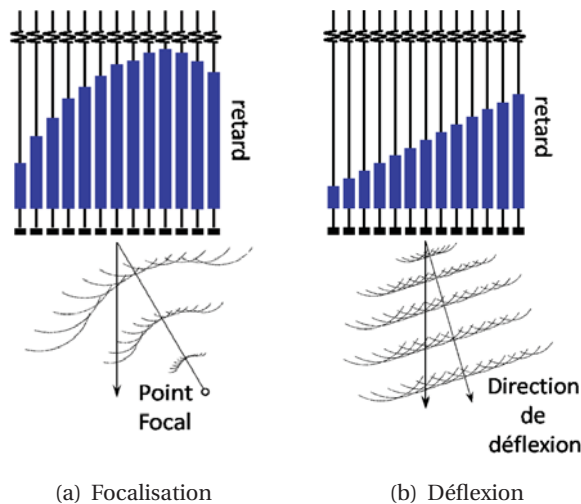 retard
retard
Point
Focal
Direction
de
déflexion
(a) Focalisation
(b) Déflexion